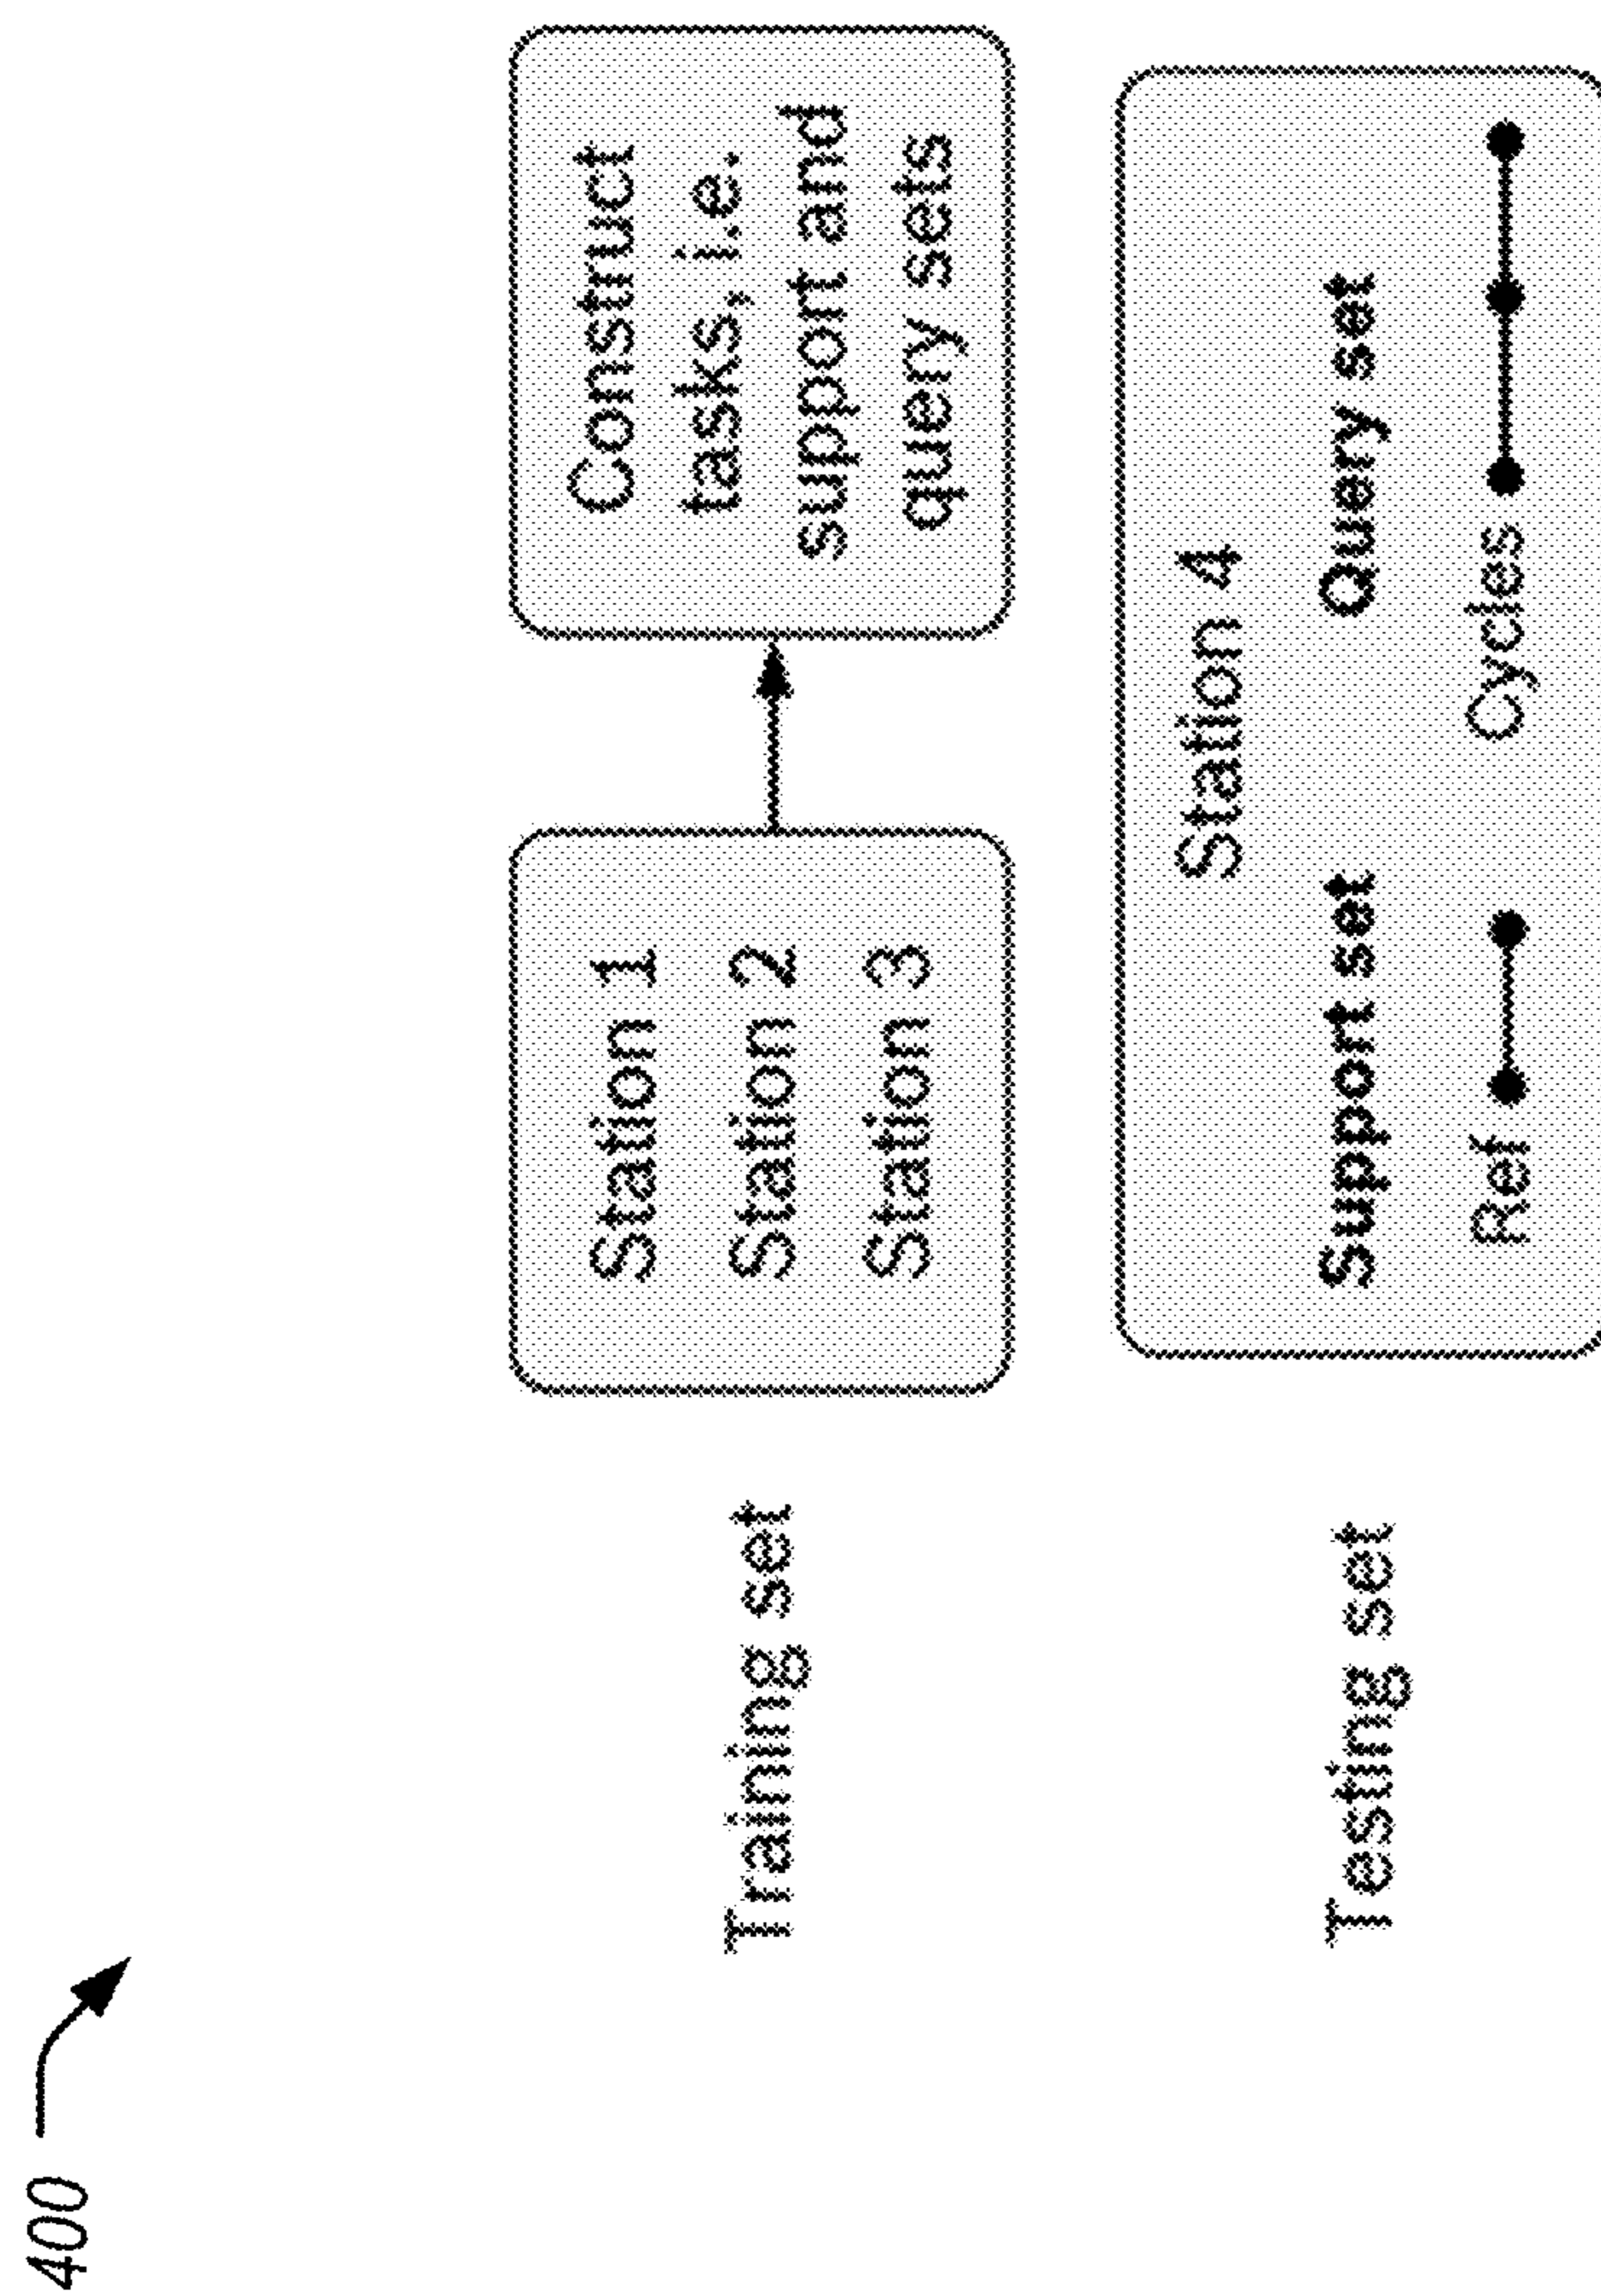 400
Training set
Station 1
Station 2
Station 3
Construct
tasks, i.e.
support and
query sets
Testing set
Station 4
Support set
Query set
Ref
Cycles